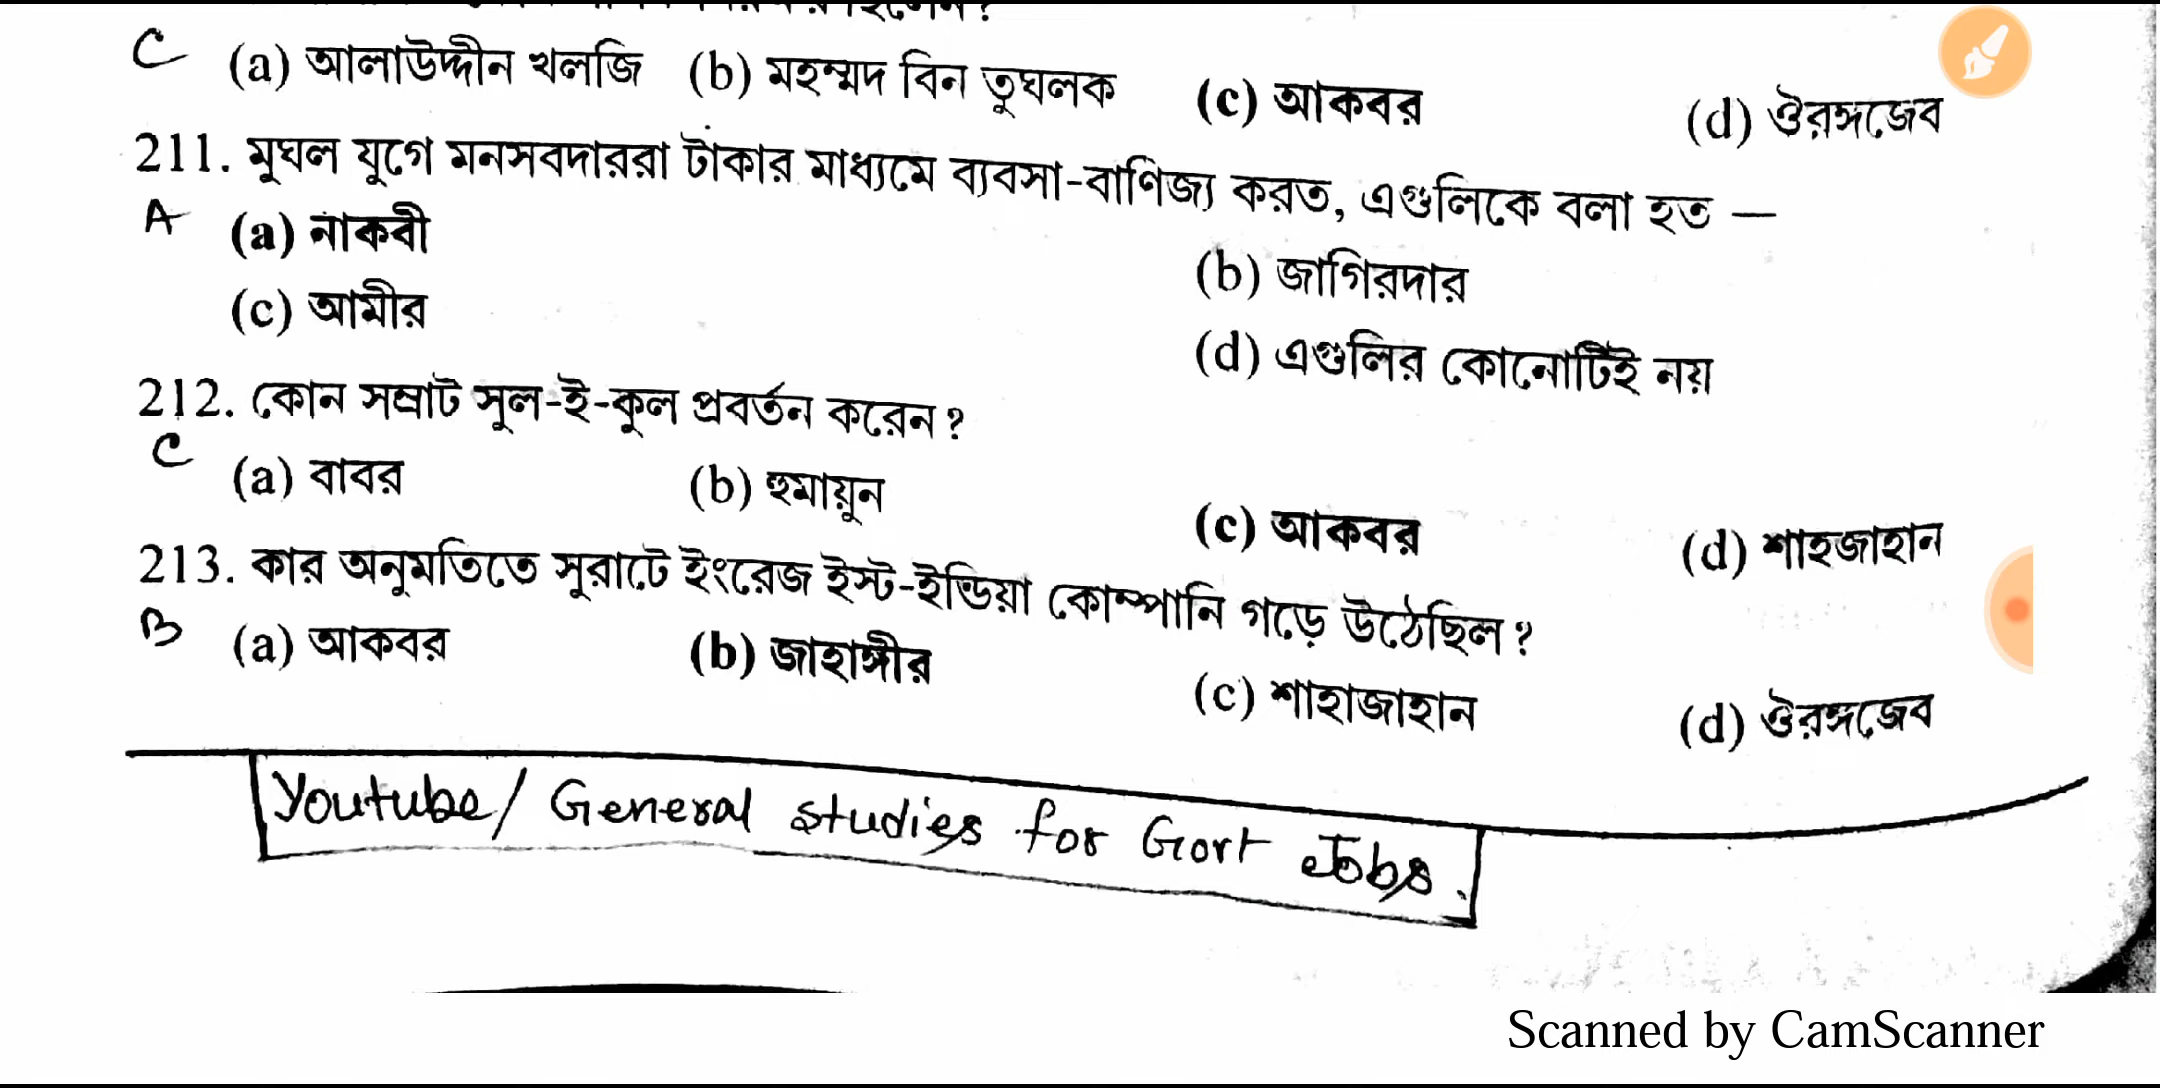 C (a) আলাউদ্দীন খলজি (b) মহম্মদ বিন তুঘলক (c) আকবর (d) ঔরঙ্গজেব
211. মুঘল যুগে মনসবদাররা টাকার মাধ্যমে ব্যবসা-বাণিজ্য করত, এগুলিকে বলা হত —
A (a) নাকবী (b) জাগিরদার
(c) আমীর (d) এগুলির কোনোটিই নয়
212. কোন সম্রাট সুল-ই-কুল প্রবর্তন করেন?
C (a) বাবর (b) হুমায়ুন (c) আকবর (d) শাহজাহান
213. কার অনুমতিতে সুরাটে ইংরেজ ইস্ট-ইন্ডিয়া কোম্পানি গড়ে উঠেছিল?
B (a) আকবর (b) জাহাঙ্গীর (c) শাহাজাহান (d) ঔরঙ্গজেব
Youtube/ General studies for Govt Jobs.
Scanned by CamScanner